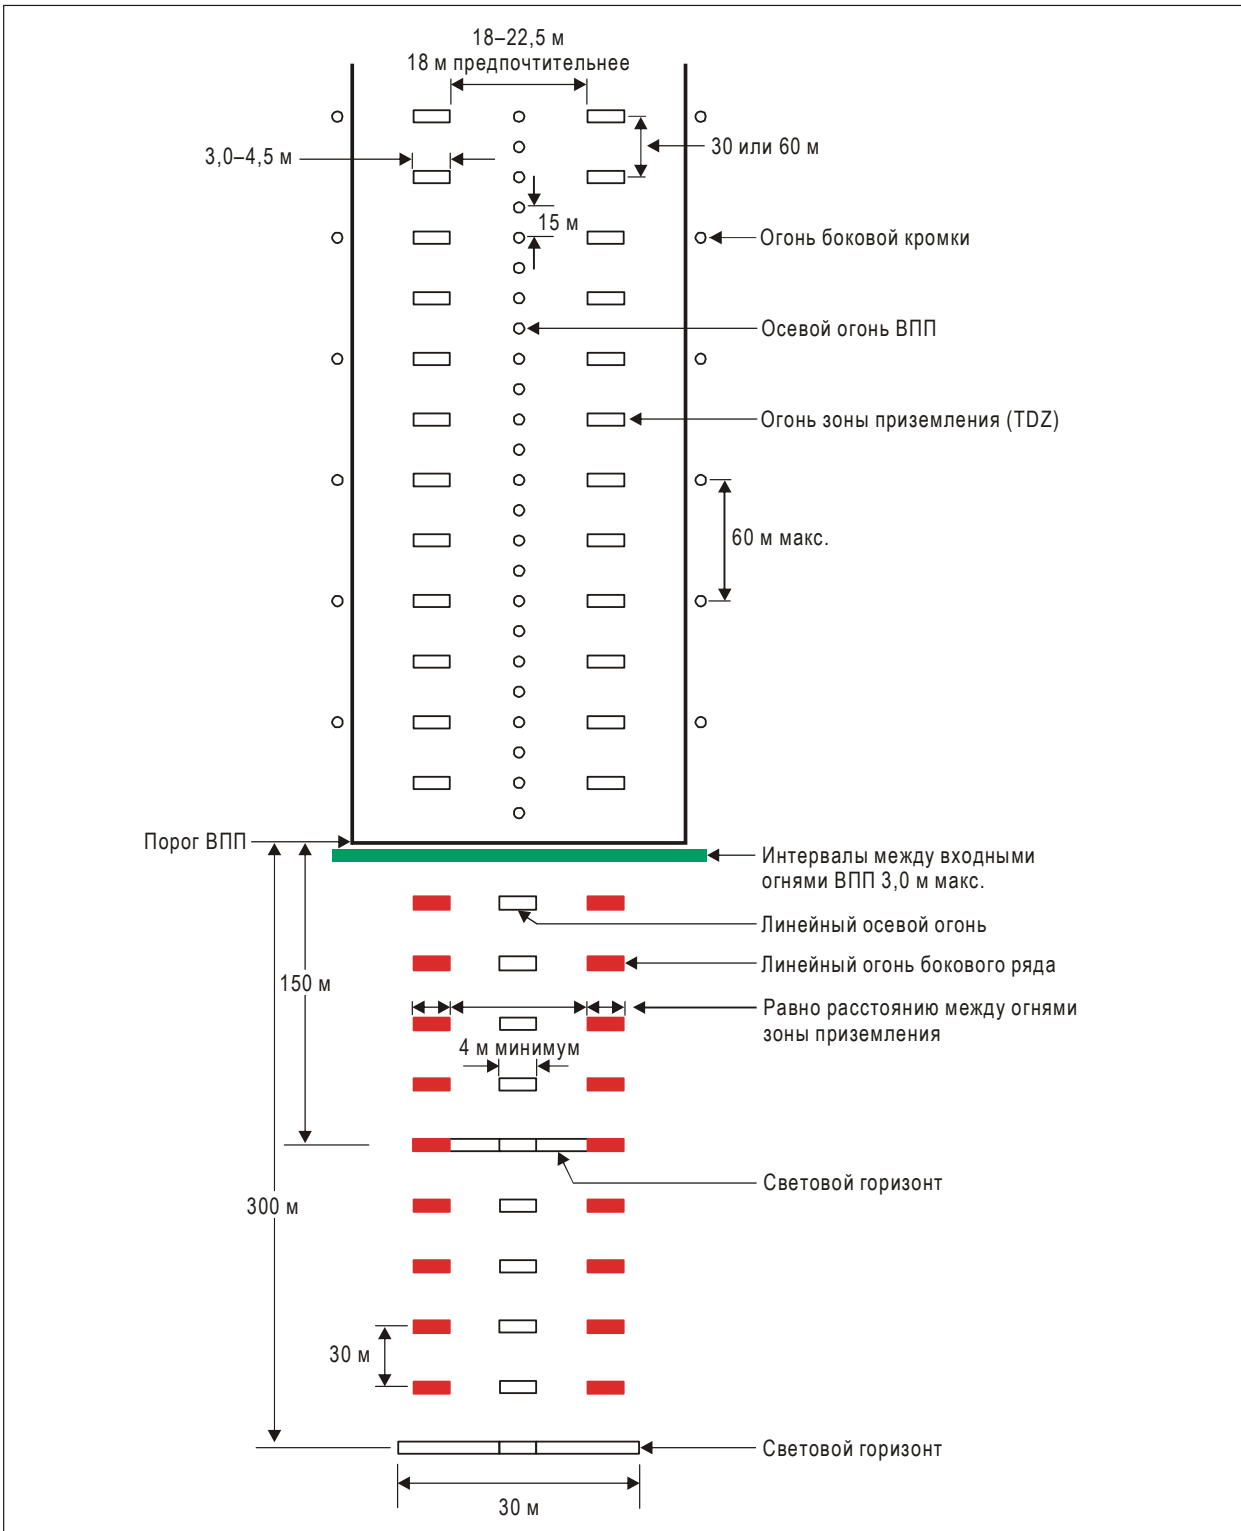 18–22,5 м
18 м предпочтительнее
3,0–4,5 м
30 или 60 м
15 м
Огонь боковой кромки
Осевой огонь ВПП
Огонь зоны приземления (TDZ)
60 м макс.
Порог ВПП
Интервалы между входными
огнями ВПП 3,0 м макс.
Линейный осевой огонь
Линейный огонь бокового ряда
150 м
Равно расстоянию между огнями
зоны приземления
4 м минимум
Световой горизонт
300 м
30 м
Световой горизонт
30 м